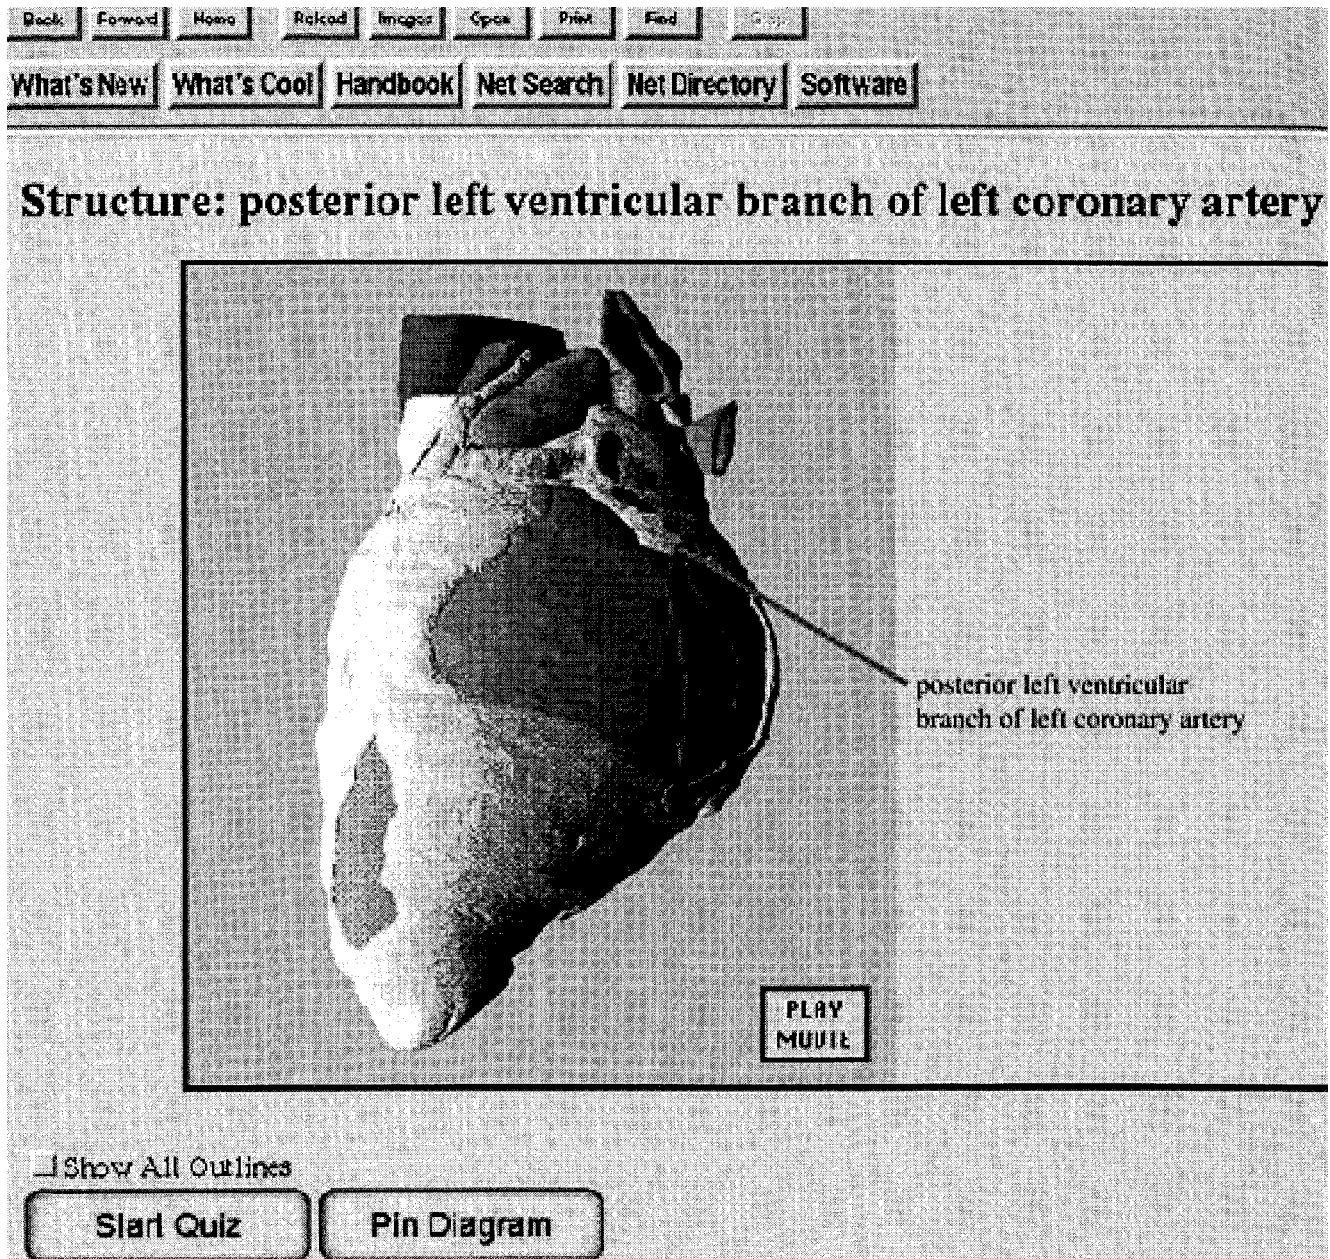 Back Forward Home Reload Images Open Print Find Stop
What's New What's Cool Handbook Net Search Net Directory Software
Structure: posterior left ventricular branch of left coronary artery
posterior left ventricular
branch of left coronary artery
PLAY
MOVIE
Show All Outlines
Start Quiz Pin Diagram